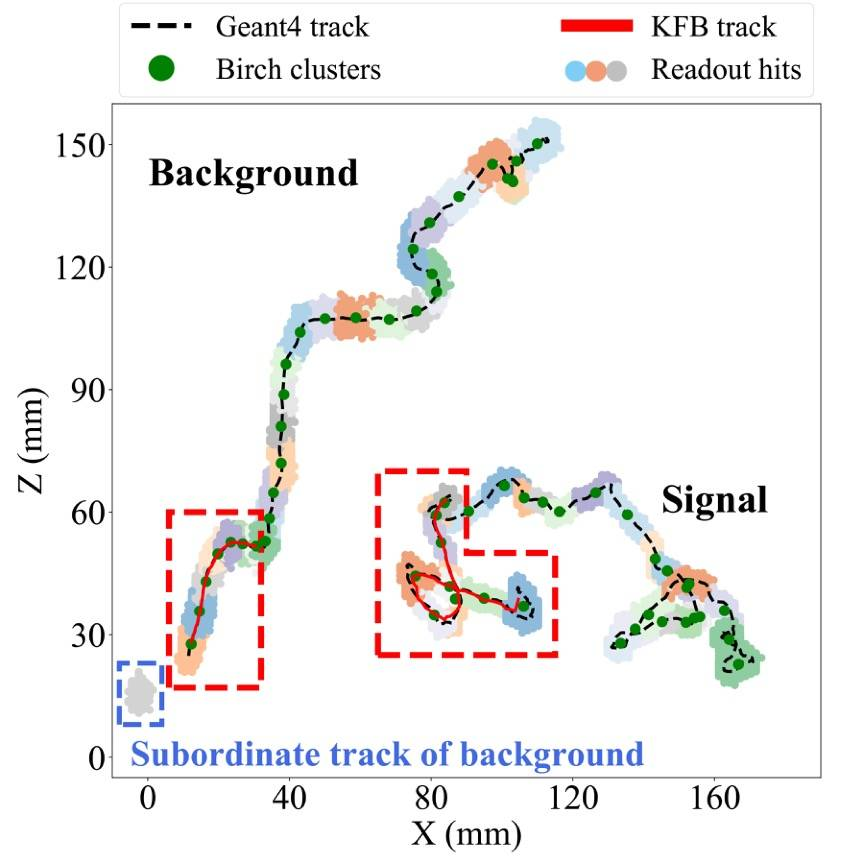 Geant4 track
KFB track
Birch clusters
Readout hits
Background
Signal
Subordinate track of background
Z (mm)
150
120
90
60
30
0
0 40 80 120 160
X (mm)